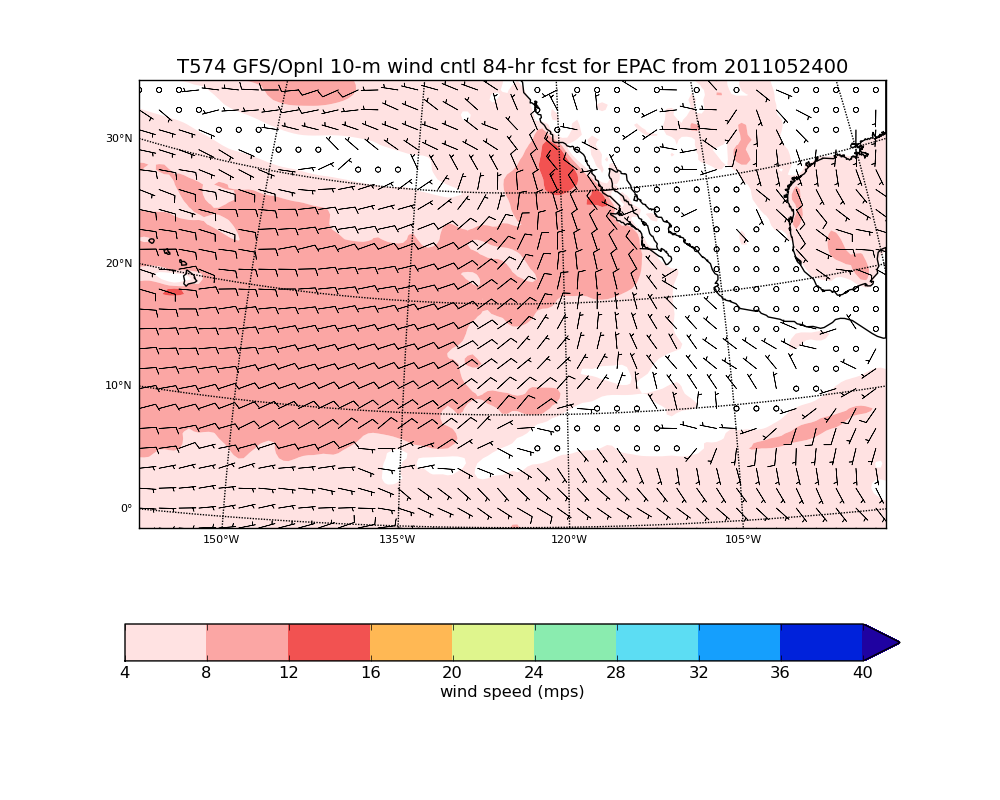 T574 GFS/Opnl 10-m wind cntl 84-hr fcst for EPAC from 2011052400
30°N
20°N
10°N
0°
150°W 135°W 120°W 105°W
4 8 12 16 20 24 28 32 36 40
wind speed (mps)